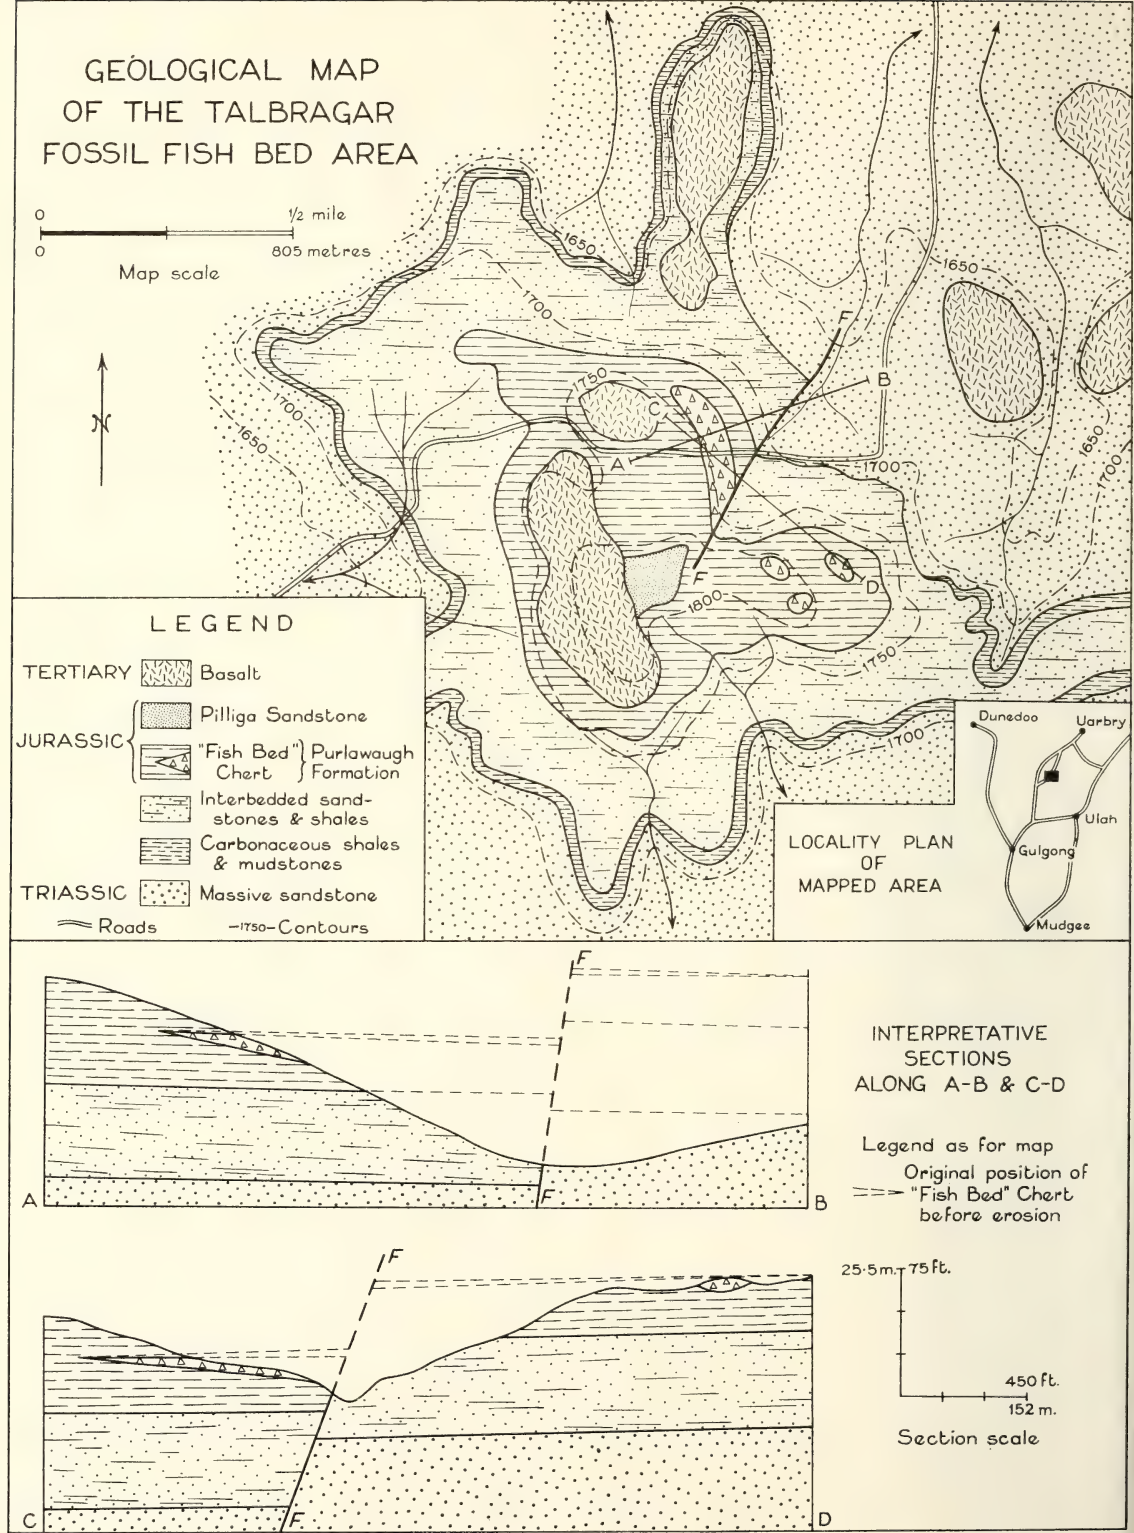 GEOLOGICAL MAP
OF THE TALBRAGAR
FOSSIL FISH BED AREA
0 1/2 mile
0 805 metres
Map scale
N
1650
1700
1750
1650
1700
1650
1650
1700
1700
1800
1750
1700
F
B
C
A
F
D
LEGEND
TERTIARY Basalt
JURASSIC
Pilliga Sandstone
"Fish Bed" Chert
Purlawaugh Formation
Interbedded sand-
stones & shales
Carbonaceous shales
& mudstones
TRIASSIC Massive sandstone
Roads -1750-Contours
Dunedoo
Uarbry
Ulah
Gulgong
Mudgee
LOCALITY PLAN
OF
MAPPED AREA
F
A
F
B
INTERPRETATIVE
SECTIONS
ALONG A-B & C-D
Legend as for map
Original position of
"Fish Bed" Chert
before erosion
F
C
F
D
25·5m. 75ft.
450 ft.
152 m.
Section scale